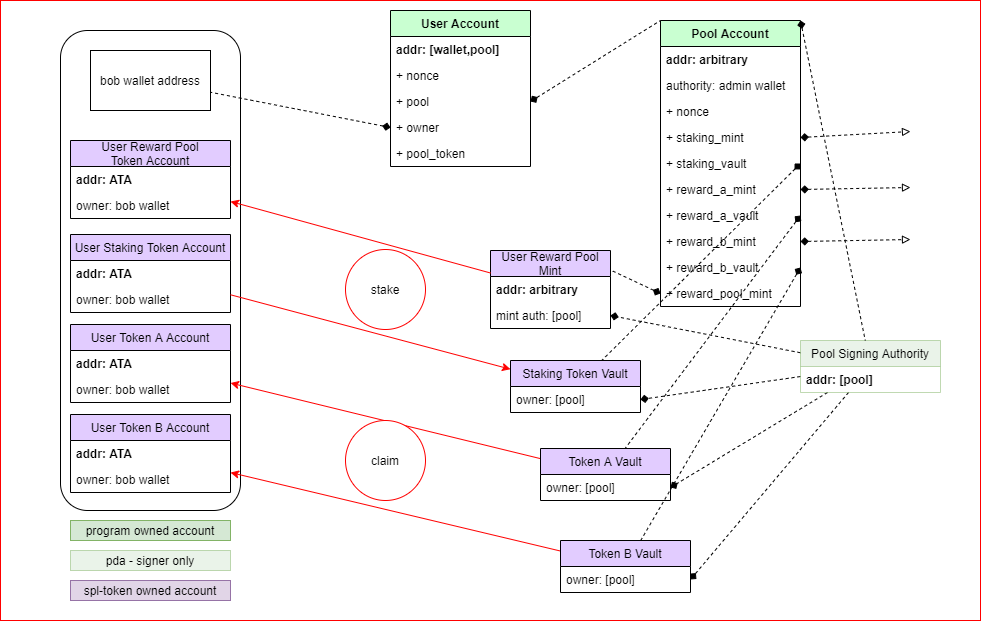 bob wallet address
User Reward Pool
Token Account
addr: ATA
owner: bob wallet
User Staking Token Account
addr: ATA
owner: bob wallet
User Token A Account
addr: ATA
owner: bob wallet
User Token B Account
addr: ATA
owner: bob wallet
program owned account
pda - signer only
spl-token owned account
stake
claim
User Account
addr: [wallet,pool]
+ nonce
+ pool
+ owner
+ pool_token
User Reward Pool
Mint
addr: arbitrary
mint auth: [pool]
Staking Token Vault
owner: [pool]
Token A Vault
owner: [pool]
Token B Vault
owner: [pool]
Pool Account
addr: arbitrary
authority: admin wallet
+ nonce
+ staking_mint
+ staking_vault
+ reward_a_mint
+ reward_a_vault
+ reward_b_mint
+ reward_b_vault
+ reward_pool_mint
Pool Signing Authority
addr: [pool]